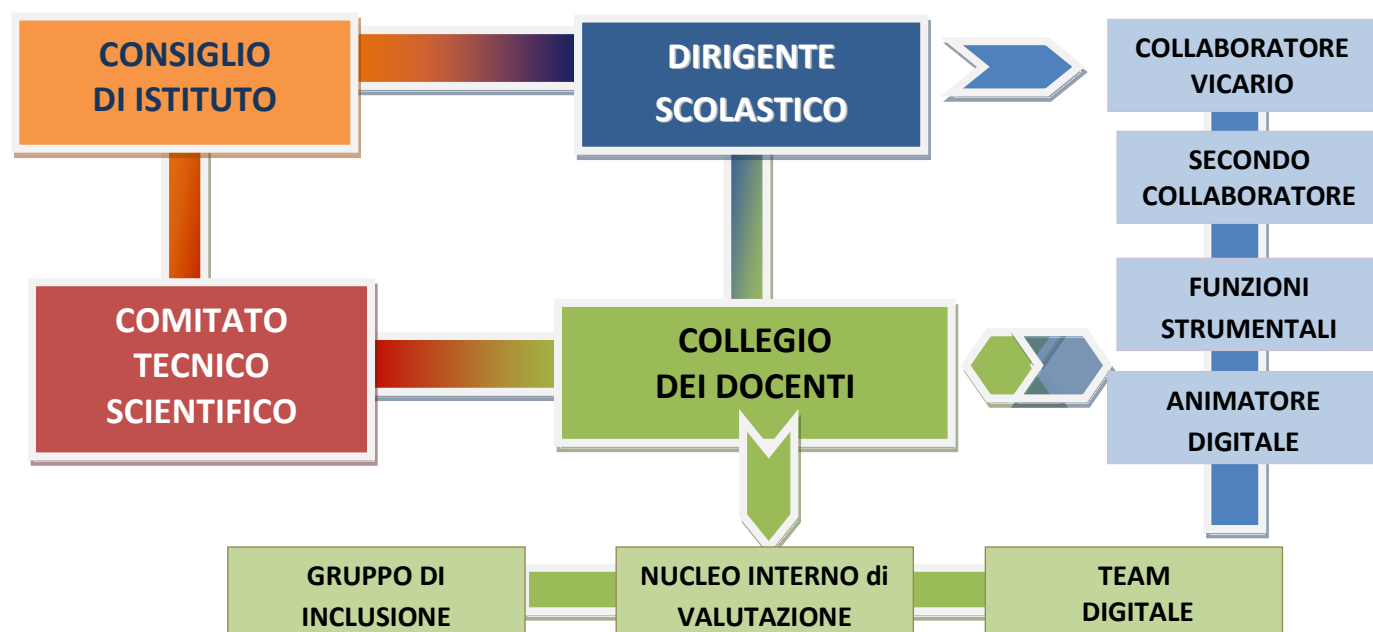 CONSIGLIO
DI ISTITUTO
DIRIGENTE
SCOLASTICO
COLLABORATORE
VICARIO
SECONDO
COLLABORATORE
COMITATO
TECNICO
SCIENTIFICO
COLLEGIO
DEI DOCENTI
FUNZIONI
STRUMENTALI
ANIMATORE
DIGITALE
GRUPPO DI
INCLUSIONE
NUCLEO INTERNO di
VALUTAZIONE
TEAM
DIGITALE